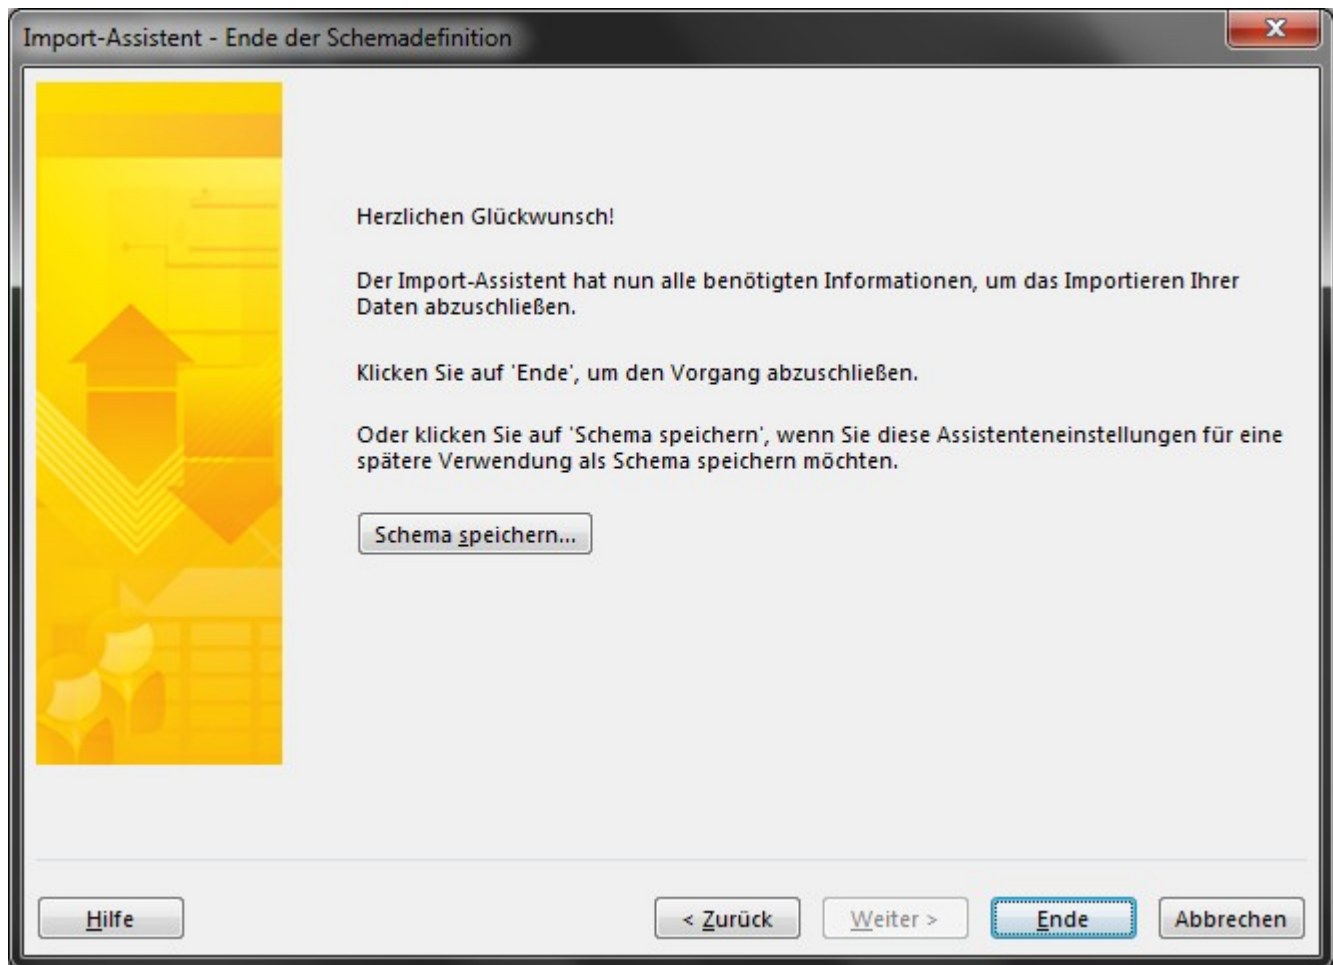 Import-Assistent - Ende der Schemadefinition
Herzlichen Glückwunsch!
Der Import-Assistent hat nun alle benötigten Informationen, um das Importieren Ihrer
Daten abzuschließen.
Klicken Sie auf 'Ende', um den Vorgang abzuschließen.
Oder klicken Sie auf 'Schema speichern', wenn Sie diese Assistenteneinstellungen für eine
spätere Verwendung als Schema speichern möchten.
Schema speichern...
Hilfe
< Zurück
Weiter >
Ende
Abbrechen